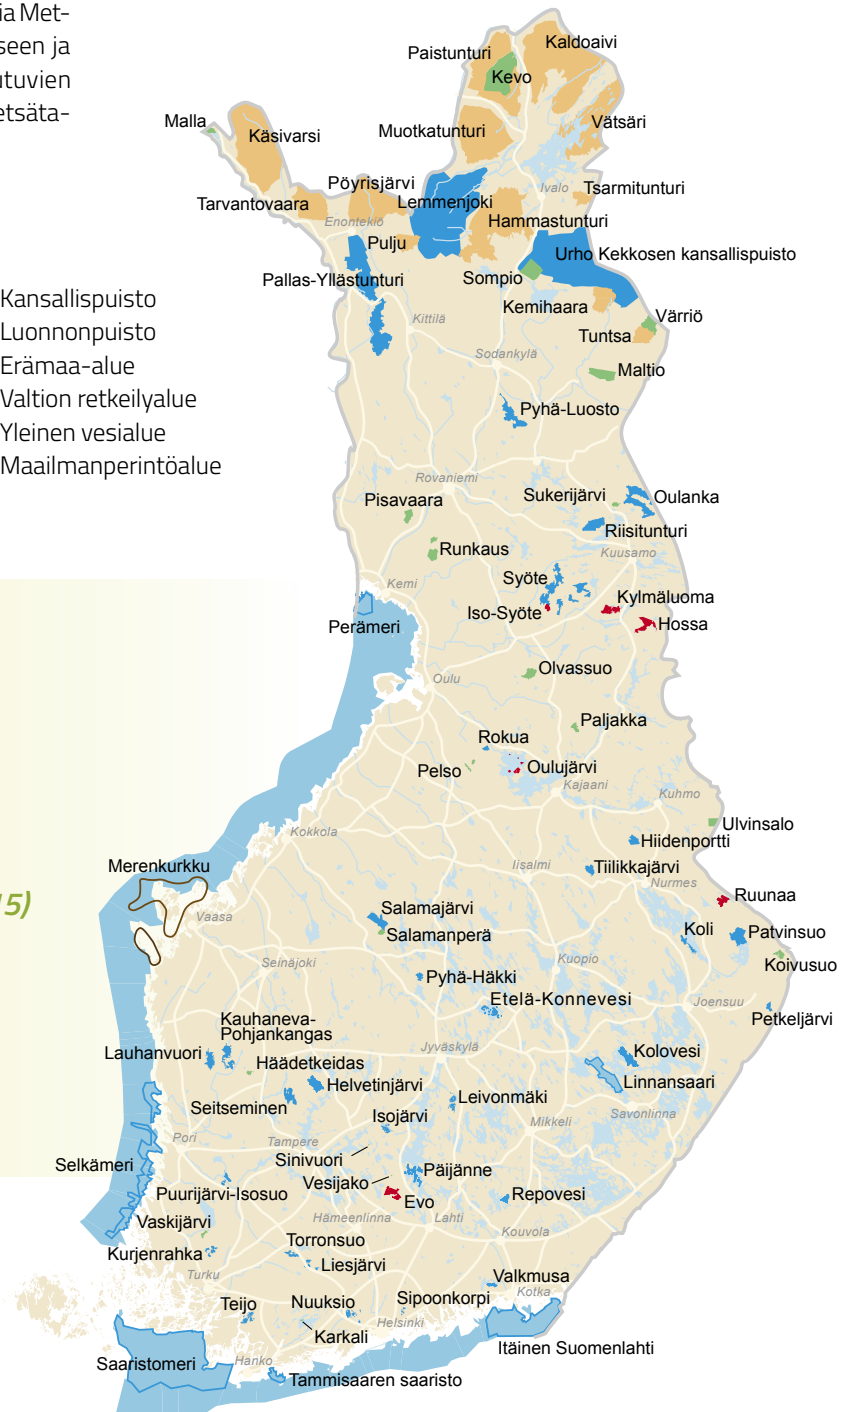 ia Met-
seen ja
utuvien
etsäta-
Kansallispuisto
Luonnonpuisto
Erämaa-alue
Valtion retkeilyalue
Yleinen vesialue
Maailmanperintöalue
15)
Paistunturi
Kaldoaivi
Kevo
Malla
Käsivarsi
Muotkatunturi
Vätsäri
Pöyrisjärvi
Ivalo
Tsarmitunturi
Tarvantovaara
Lemmenjoki
Enontekiö
Hammastunturi
Pulju
Urho Kekkosen kansallispuisto
Pallas-Yllästunturi
Sompio
Kemihaara
Värriö
Kittilä
Tuntsa
Sodankylä
Maltio
Pyhä-Luosto
Rovaniemi
Pisavaara
Sukerijärvi
Oulanka
Riisitunturi
Runkaus
Kuusamo
Kemi
Syöte
Kylmäluoma
Iso-Syöte
Hossa
Perämeri
Olvassuo
Oulu
Paljakka
Rokua
Pelso
Oulujärvi
Kajaani
Kuhmo
Ulvinsalo
Kokkola
Hiidenportti
Merenkurkku
Iisalmi
Tiilikkajärvi
Nurmes
Ruunaa
Vaasa
Salamajärvi
Koli
Patvinsuo
Salamanperä
Seinäjoki
Kuopio
Koivusuo
Pyhä-Häkki
Etelä-Konnevesi
Joensuu
Petkeljärvi
Kauhaneva-
Pohjankangas
Lauhanvuori
Jyväskylä
Kolovesi
Häädetkeidas
Linnansaari
Helvetinjärvi
Seitseminen
Leivonmäki
Savonlinna
Isojärvi
Mikkeli
Pori
Tampere
Sinivuori
Selkämeri
Vesijako
Päijänne
Puurijärvi-Isosuo
Evo
Repovesi
Vaskijärvi
Hämeenlinna
Lahti
Kouvola
Kurjenrahka
Torronsuo
Liesjärvi
Turku
Valkmusa
Teijo
Nuuksio
Sipoonkorpi
Kotka
Karkali
Helsinki
Itäinen Suomenlahti
Saaristomeri
Hanko
Tammisaaren saaristo